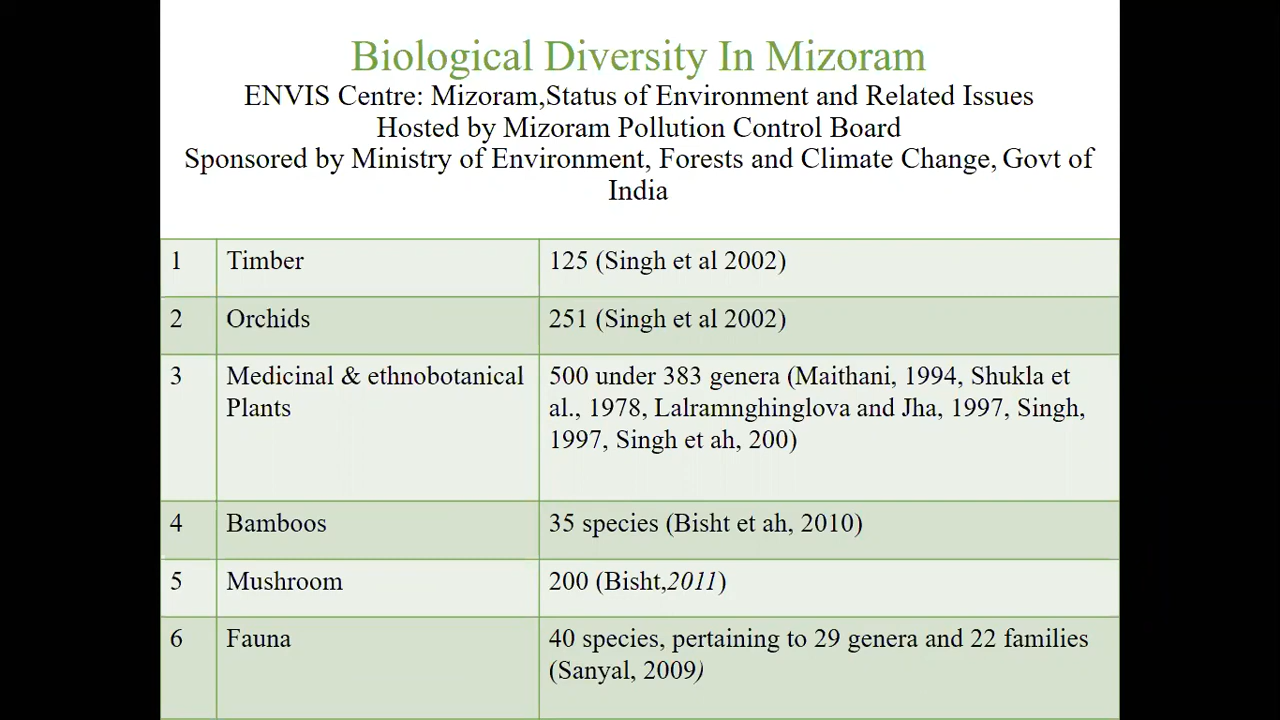 Biological Diversity In Mizoram
ENVIS Centre: Mizoram,Status of Environment and Related Issues
Hosted by Mizoram Pollution Control Board
Sponsored by Ministry of Environment, Forests and Climate Change, Govt of
India
1 Timber 125 (Singh et al 2002)
2 Orchids 251 (Singh et al 2002)
3 Medicinal & ethnobotanical 500 under 383 genera (Maithani, 1994, Shukla et
Plants al., 1978, Lalramnghinglova and Jha, 1997, Singh,
1997, Singh et ah, 200)
4 Bamboos 35 species (Bisht et ah, 2010)
5 Mushroom 200 (Bisht,2011)
6 Fauna 40 species, pertaining to 29 genera and 22 families
(Sanyal, 2009)